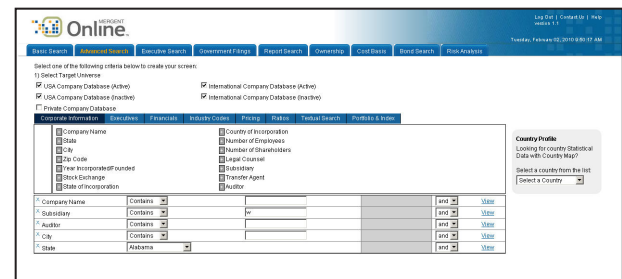 MERGENT
Online™
Log Out | Contact Us | Help
version 1.1
Tuesday, February 02, 2010 9:50:17 AM
Basic Search Advanced Search Executive Search Government Filings Report Search Ownership Cost Basis Bond Search Risk Analysis
Select one of the following criteria below to create your screen:
1) Select Target Universe
USA Company Database (Active) International Company Database (Active)
USA Company Database (Inactive) International Company Database (Inactive)
Private Company Database
Corporate Information Executives Financials Industry Codes Pricing Ratios Textual Search Portfolio & Index
Company Name Country of Incorporation
State Number of Employees
City Number of Shareholders
Zip Code Legal Counsel
Year Incorporated/Founded Subsidiary
Stock Exchange Transfer Agent
State of Incorporation Auditor
Country Profile
Looking for country Statistical
Data with Country Map?
Select a country from the list:
Select a Country
X Company Name Contains and View
X Subsidiary Contains w and View
X Auditor Contains and View
X City Contains and View
X State Alabama and View